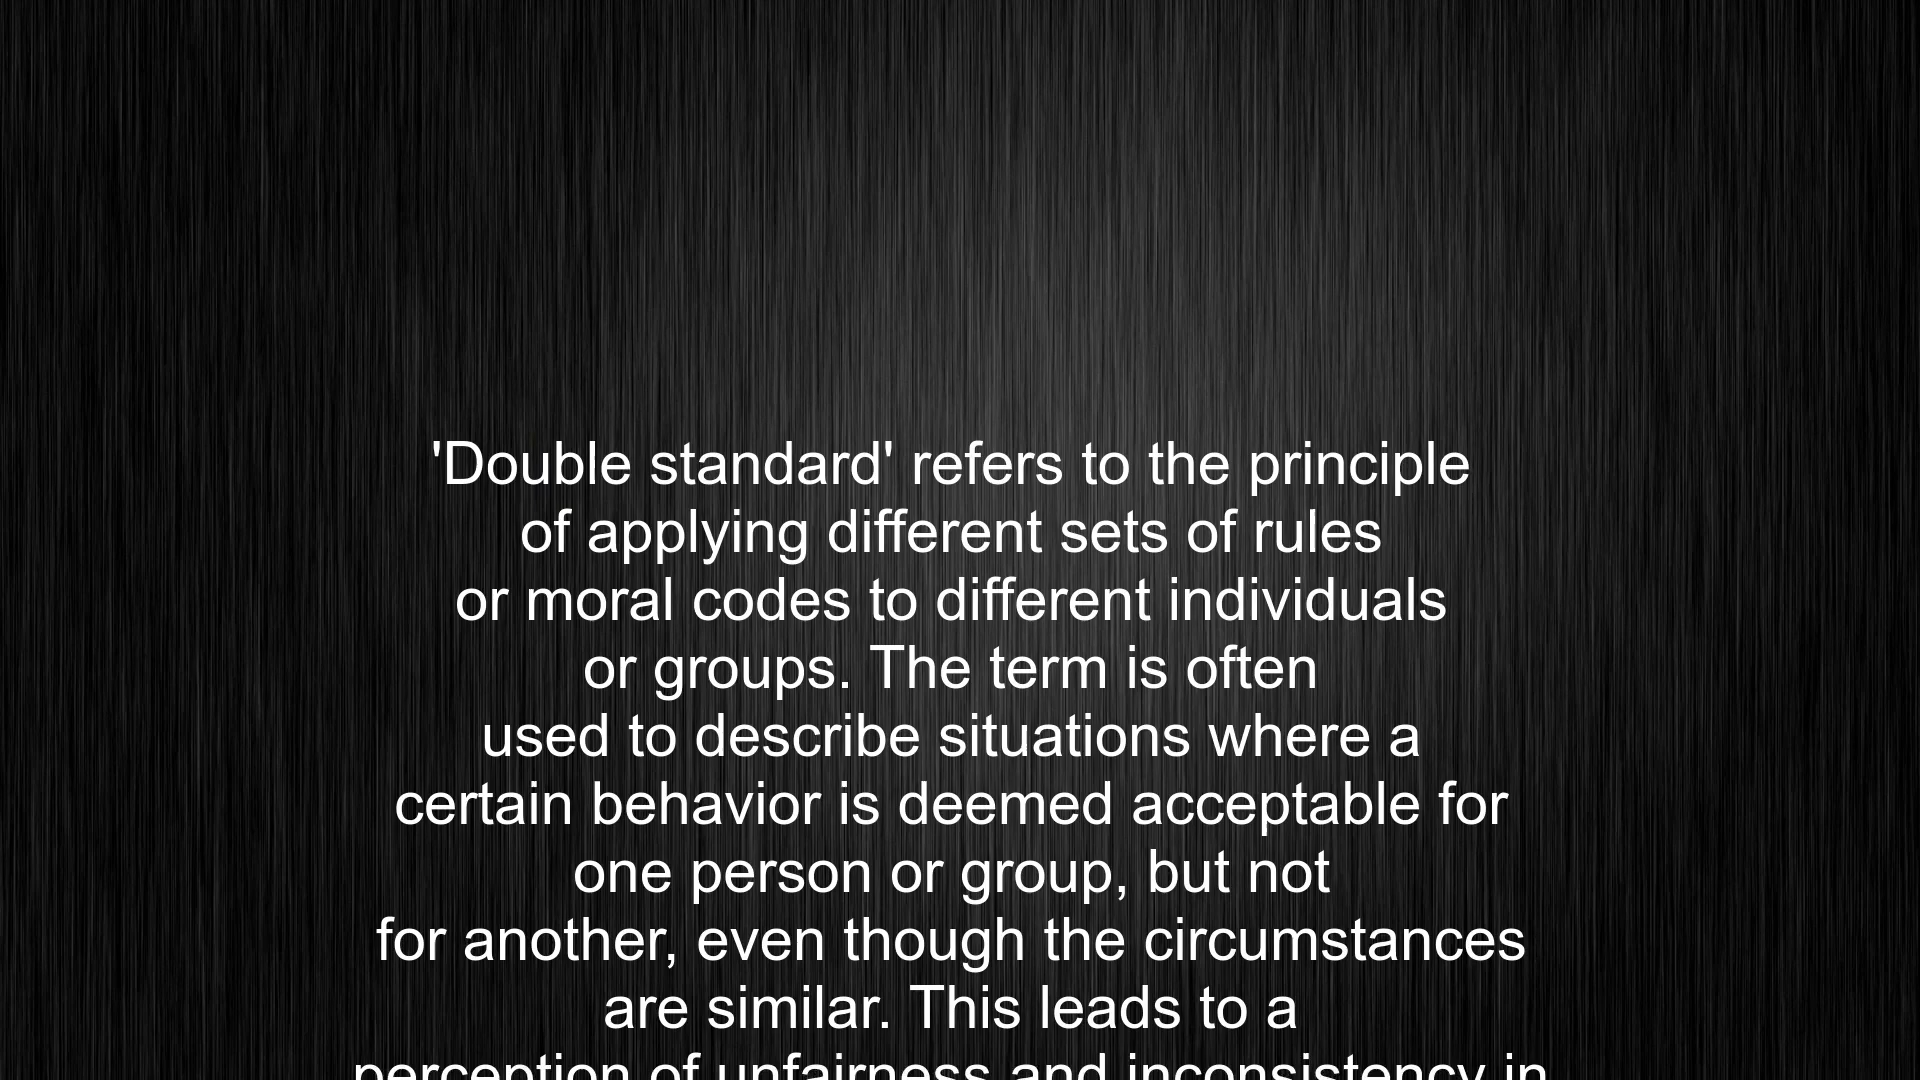 'Double standard' refers to the principle
of applying different sets of rules
or moral codes to different individuals
or groups. The term is often
used to describe situations where a
certain behavior is deemed acceptable for
one person or group, but not
for another, even though the circumstances
are similar. This leads to a
perception of unfairness and inconsistency in